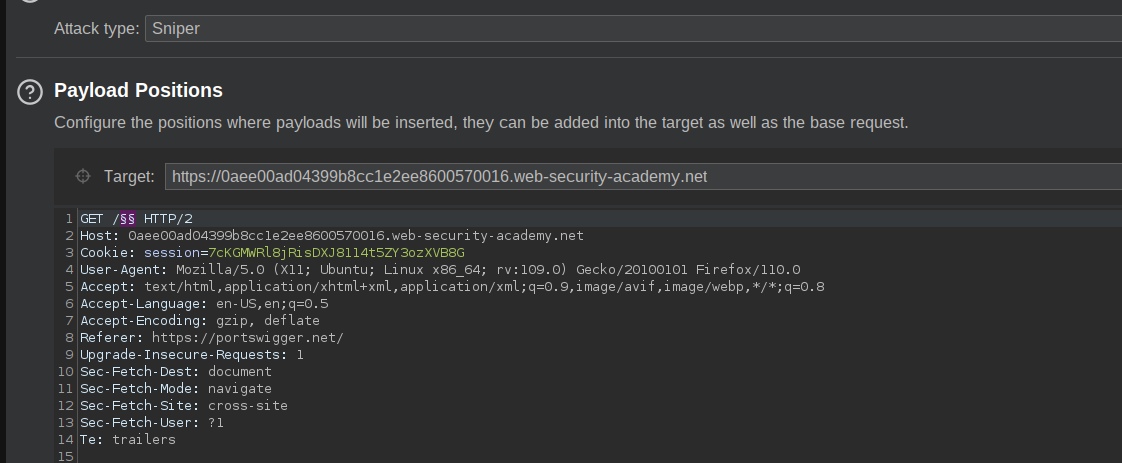 Attack type: Sniper
? Payload Positions
Configure the positions where payloads will be inserted, they can be added into the target as well as the base request.
Target: https://0aee00ad04399b8cc1e2ee8600570016.web-security-academy.net
1 GET /§§ HTTP/2
2 Host: 0aee00ad04399b8cc1e2ee8600570016.web-security-academy.net
3 Cookie: session=7cKGMWRl8jRisDXJ81l4t5ZY3ozXVB8G
4 User-Agent: Mozilla/5.0 (X11; Ubuntu; Linux x86_64; rv:109.0) Gecko/20100101 Firefox/110.0
5 Accept: text/html,application/xhtml+xml,application/xml;q=0.9,image/avif,image/webp,*/*;q=0.8
6 Accept-Language: en-US,en;q=0.5
7 Accept-Encoding: gzip, deflate
8 Referer: https://portswigger.net/
9 Upgrade-Insecure-Requests: 1
10 Sec-Fetch-Dest: document
11 Sec-Fetch-Mode: navigate
12 Sec-Fetch-Site: cross-site
13 Sec-Fetch-User: ?1
14 Te: trailers
15